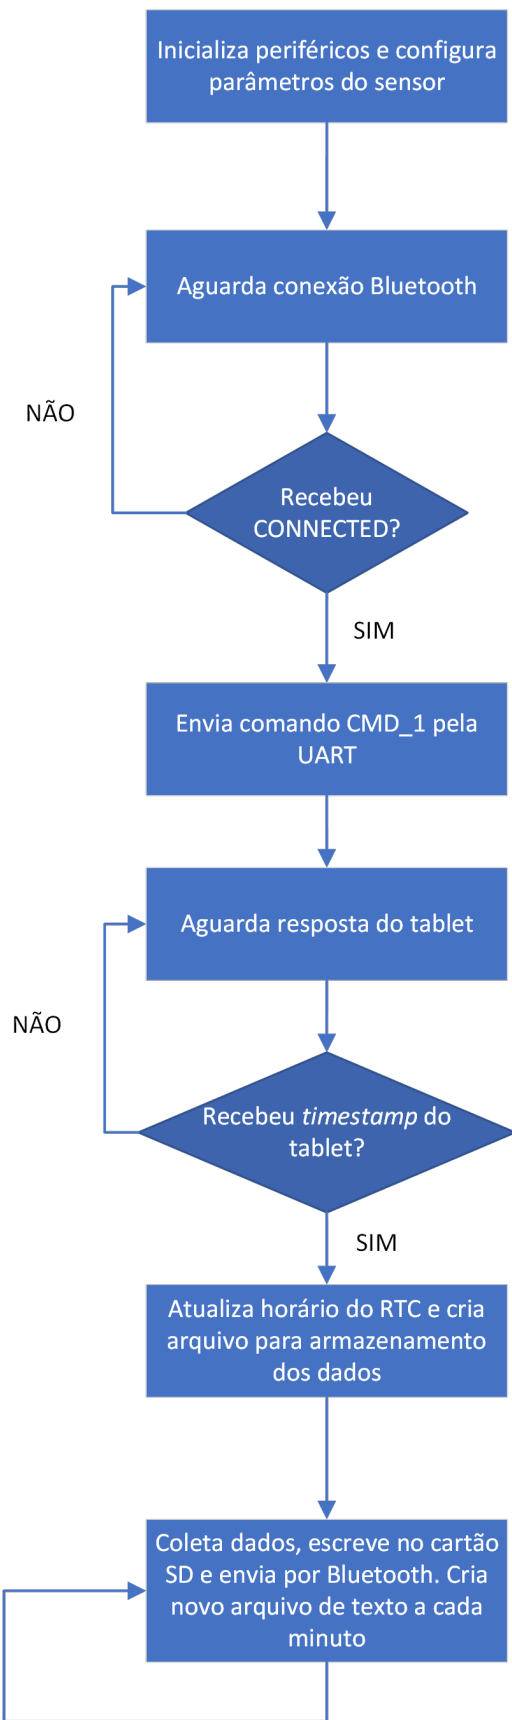 Inicializa periféricos e configura
parâmetros do sensor
Aguarda conexão Bluetooth
NÃO
Recebeu
CONNECTED?
SIM
Envia comando CMD_1 pela
UART
Aguarda resposta do tablet
NÃO
Recebeu timestamp do
tablet?
SIM
Atualiza horário do RTC e cria
arquivo para armazenamento
dos dados
Coleta dados, escreve no cartão
SD e envia por Bluetooth. Cria
novo arquivo de texto a cada
minuto